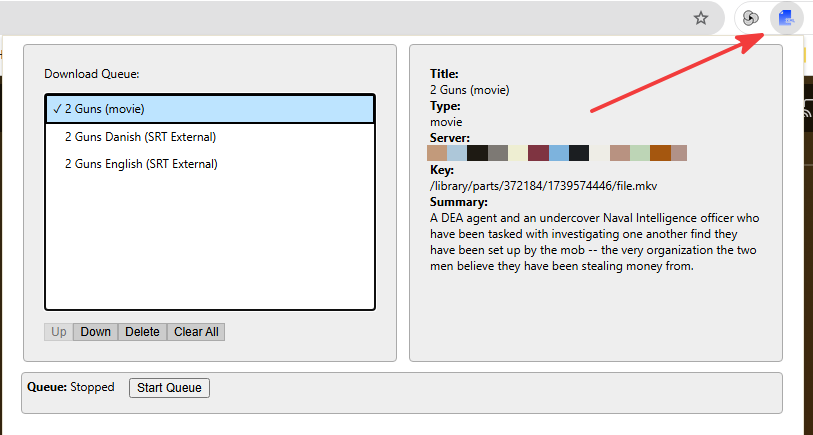 Download Queue:
✓ 2 Guns (movie)
2 Guns Danish (SRT External)
2 Guns English (SRT External)
Up Down Delete Clear All
Title:
2 Guns (movie)
Type:
movie
Server:
Key:
/library/parts/372184/1739574446/file.mkv
Summary:
A DEA agent and an undercover Naval Intelligence officer who
have been tasked with investigating one another find they
have been set up by the mob -- the very organization the two
men believe they have been stealing money from.
Queue: Stopped Start Queue